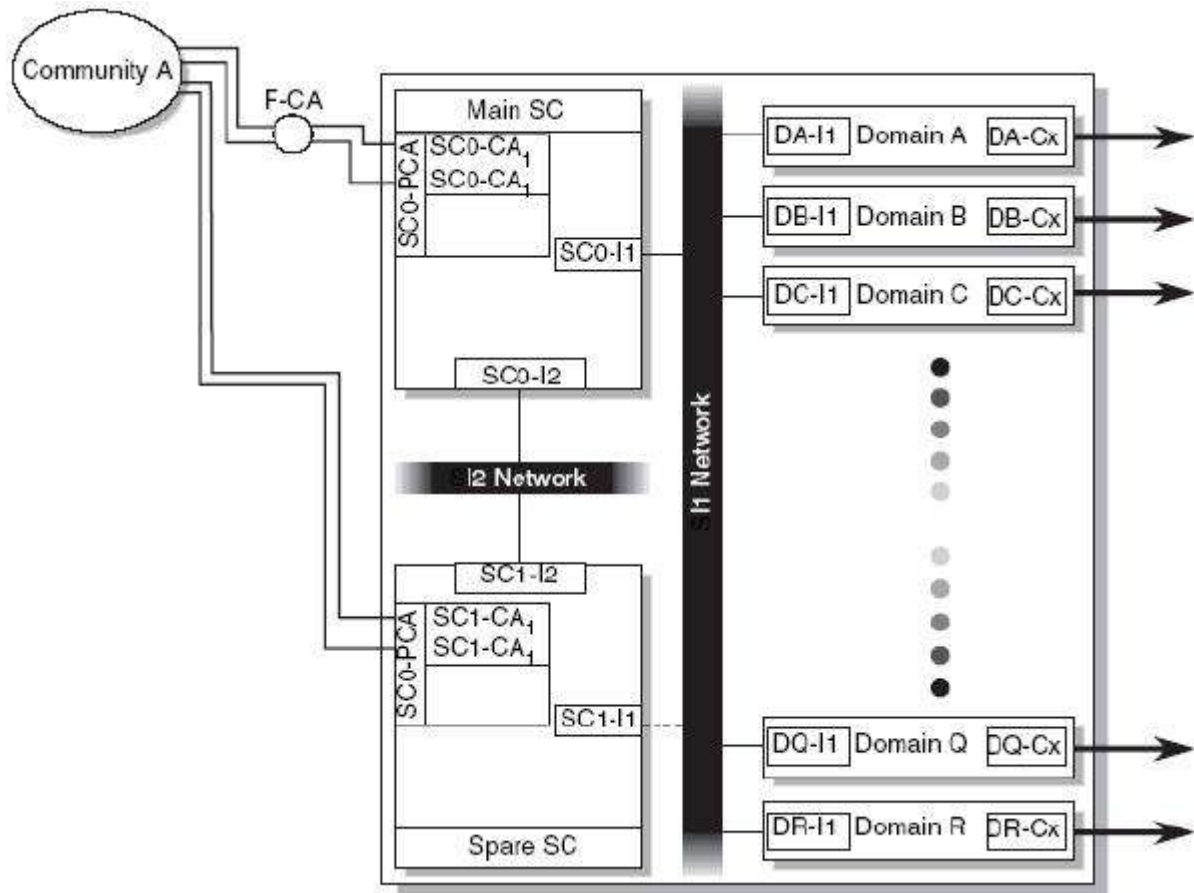 Community A
F-CA
Main SC
SC0-PCA
SC0-CA1
SC0-CA1
SC0-I1
SC0-I2
I2 Network
SC1-I2
SC0-PCA
SC1-CA1
SC1-CA1
SC1-I1
Spare SC
I1 Network
DA-I1 Domain A DA-Cx
DB-I1 Domain B DB-Cx
DC-I1 Domain C DC-Cx
DQ-I1 Domain Q DQ-Cx
DR-I1 Domain R DR-Cx